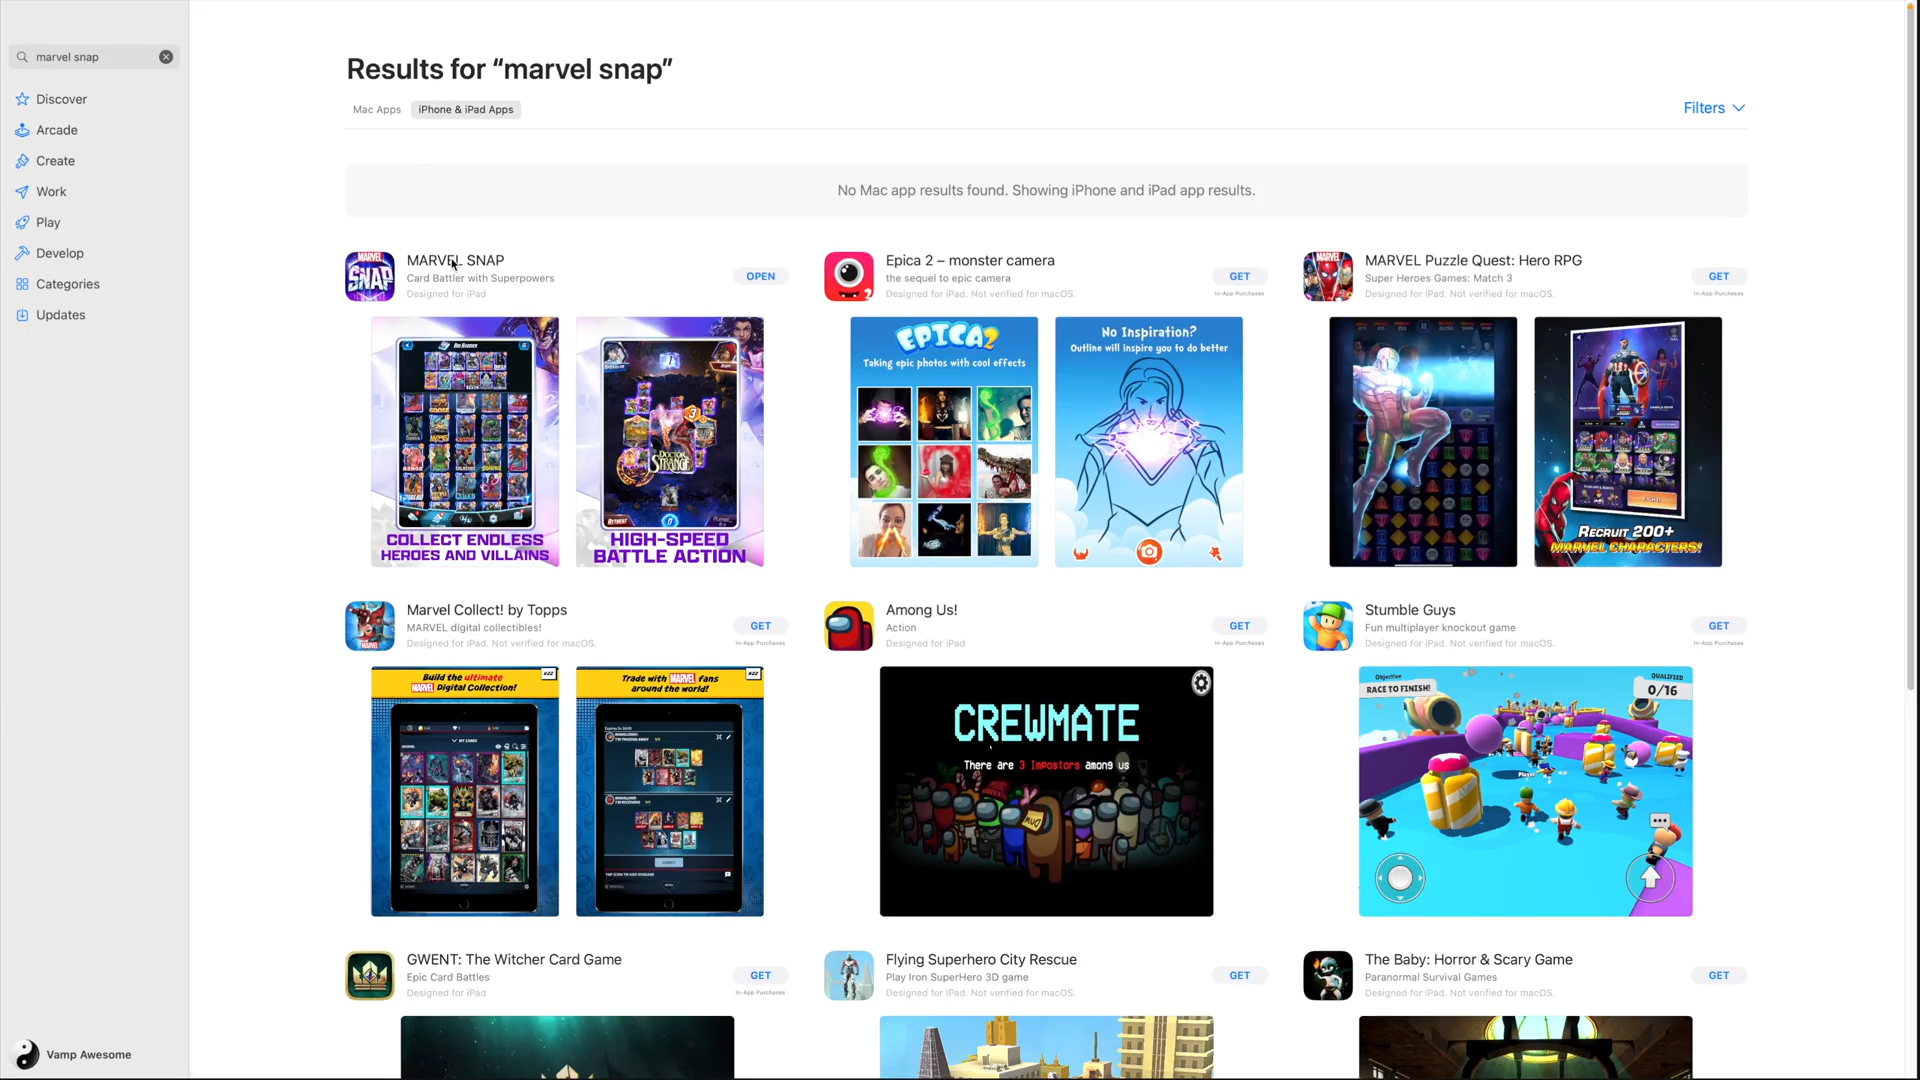 marvel snap
Discover
Arcade
Create
Work
Play
Develop
Categories
Updates
Vamp Awesome
Results for “marvel snap”
Mac Apps
iPhone & iPad Apps
Filters
No Mac app results found. Showing iPhone and iPad app results.
MARVEL SNAP
Card Battler with Superpowers
Designed for iPad
OPEN
MARVEL
SNAP
COLLECT ENDLESS
HEROES AND VILLAINS
3
DOCTOR
STRANGE
RETREAT
HIGH-SPEED
BATTLE ACTION
Epica 2 – monster camera
the sequel to epic camera
Designed for iPad. Not verified for macOS.
GET
In-App Purchases
2
EPICA2
Taking epic photos with cool effects
No Inspiration?
Outline will inspire you to do better
MARVEL Puzzle Quest: Hero RPG
Super Heroes Games: Match 3
Designed for iPad. Not verified for macOS.
GET
In-App Purchases
MARVEL
RECRUIT 200+
MARVEL CHARACTERS!
Marvel Collect! by Topps
MARVEL digital collectibles!
Designed for iPad. Not verified for macOS.
GET
In-App Purchases
Build the ultimate
MARVEL Digital Collection!
MY CARDS
Trade with MARVEL fans
around the world!
Among Us!
Action
Designed for iPad
GET
In-App Purchases
CREWMATE
There are 3 Impostors among us
Stumble Guys
Fun multiplayer knockout game
Designed for iPad. Not verified for macOS.
GET
In-App Purchases
Objective
RACE TO FINISH!
QUALIFIED
0/16
Player
GWENT: The Witcher Card Game
Epic Card Battles
Designed for iPad
GET
In-App Purchases
Flying Superhero City Rescue
Play Iron SuperHero 3D game
Designed for iPad. Not verified for macOS.
GET
The Baby: Horror & Scary Game
Paranormal Survival Games
Designed for iPad. Not verified for macOS.
GET